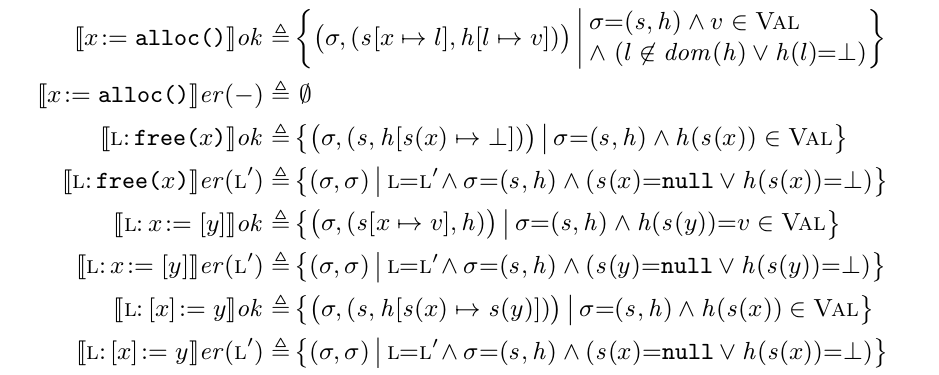 ⟦x := alloc()⟧ok ≜ { (σ, (s[x ↦ l], h[l ↦ v])) | σ=(s, h) ∧ v ∈ VAL
∧ (l ∉ dom(h) ∨ h(l)=⊥) }
⟦x := alloc()⟧er(−) ≜ ∅
⟦L: free(x)⟧ok ≜ {(σ, (s, h[s(x) ↦ ⊥])) | σ=(s, h) ∧ h(s(x)) ∈ VAL}
⟦L: free(x)⟧er(L′) ≜ {(σ, σ) | L=L′ ∧ σ=(s, h) ∧ (s(x)=null ∨ h(s(x))=⊥)}
⟦L: x := [y]⟧ok ≜ {(σ, (s[x ↦ v], h)) | σ=(s, h) ∧ h(s(y))=v ∈ VAL}
⟦L: x := [y]⟧er(L′) ≜ {(σ, σ) | L=L′ ∧ σ=(s, h) ∧ (s(y)=null ∨ h(s(y))=⊥)}
⟦L: [x] := y⟧ok ≜ {(σ, (s, h[s(x) ↦ s(y)])) | σ=(s, h) ∧ h(s(x)) ∈ VAL}
⟦L: [x] := y⟧er(L′) ≜ {(σ, σ) | L=L′ ∧ σ=(s, h) ∧ (s(x)=null ∨ h(s(x))=⊥)}